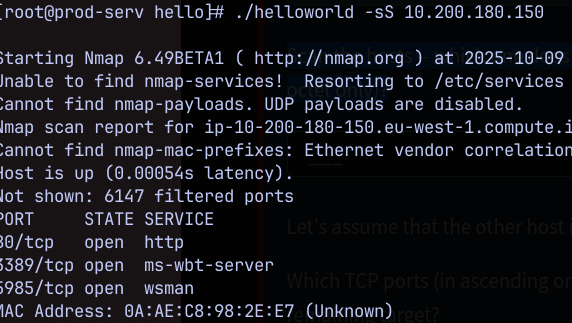 [root@prod-serv hello]# ./helloworld -sS 10.200.180.150
Starting Nmap 6.49BETA1 ( http://nmap.org ) at 2025-10-09
Unable to find nmap-services!  Resorting to /etc/services
Cannot find nmap-payloads. UDP payloads are disabled.
Nmap scan report for ip-10-200-180-150.eu-west-1.compute.i
Cannot find nmap-mac-prefixes: Ethernet vendor correlation
Host is up (0.00054s latency).
Not shown: 6147 filtered ports
PORT     STATE SERVICE
80/tcp   open  http
3389/tcp open  ms-wbt-server
5985/tcp open  wsman
MAC Address: 0A:AE:C8:98:2E:E7 (Unknown)
octet only)
Let's assume that the other host i
Which TCP ports (in ascending or
target?